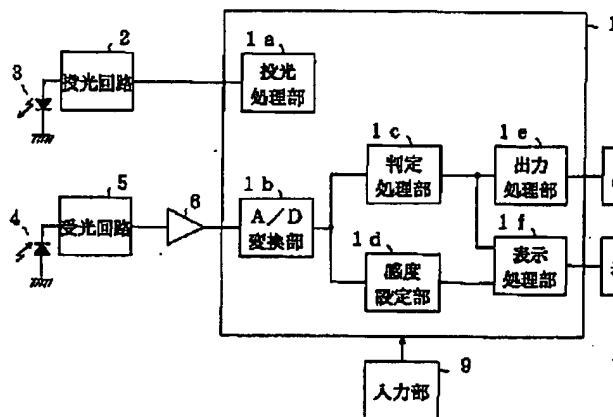 1
2
1a
3
投光回路
投光
処理部
1c
1e
判定
処理部
出力
処理部
5
6
1b
4
受光回路
A/D
変換部
1d
1f
感度
設定部
表示
処理部
9
入力部